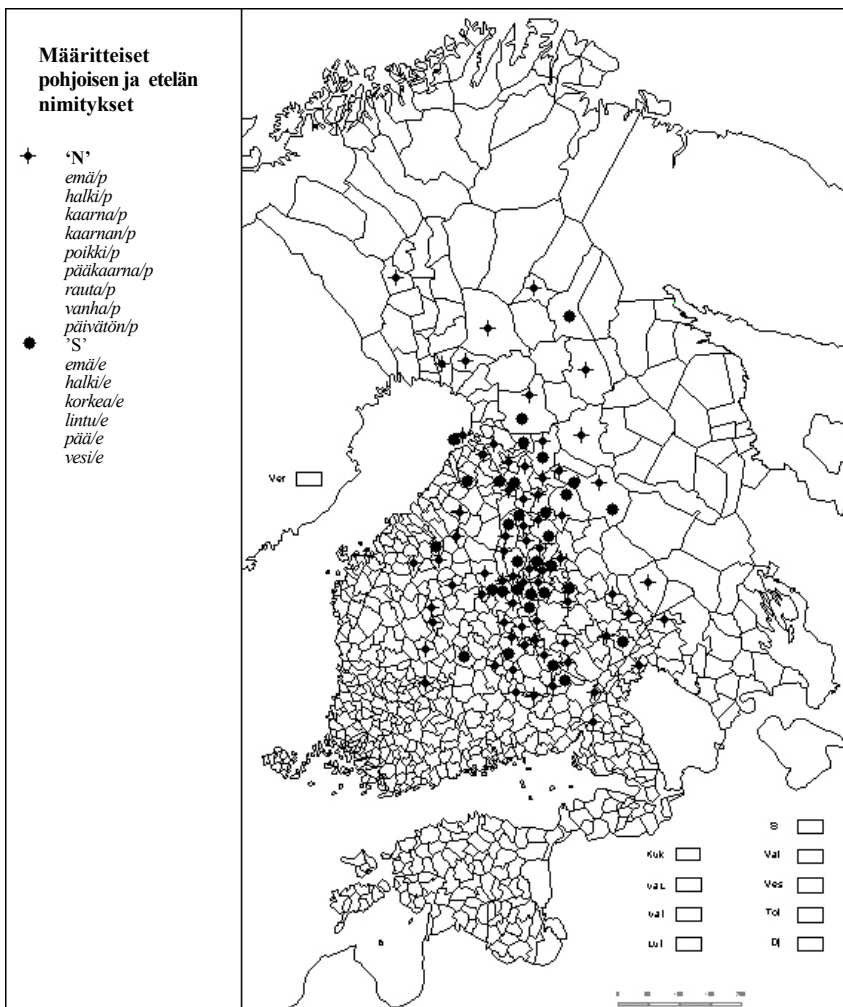 Määritteiset
pohjoisen ja etelän
nimitykset
‘N’
emä/p
halki/p
kaarna/p
kaarnan/p
poikki/p
pääkaarna/p
rauta/p
vanha/p
päivätön/p
’S’
emä/e
halki/e
korkea/e
lintu/e
pää/e
vesi/e
Ver
Kuk
Val
Ves